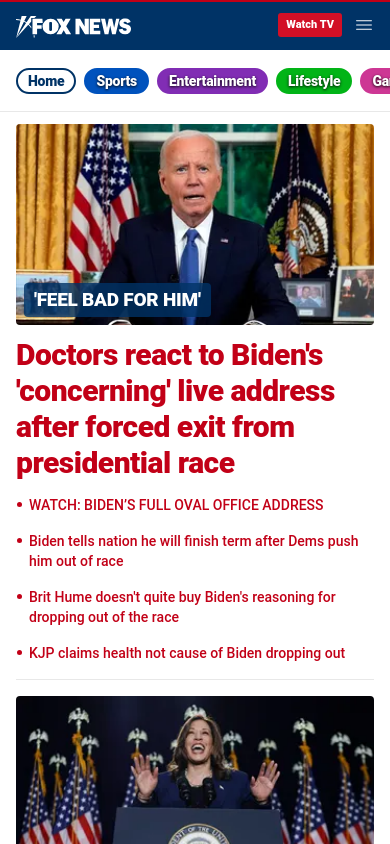 FOX NEWS
Watch TV
Home
Sports
Entertainment
Lifestyle
'FEEL BAD FOR HIM'
Doctors react to Biden's
'concerning' live address
after forced exit from
presidential race
• WATCH: BIDEN’S FULL OVAL OFFICE ADDRESS
• Biden tells nation he will finish term after Dems push
him out of race
• Brit Hume doesn't quite buy Biden's reasoning for
dropping out of the race
• KJP claims health not cause of Biden dropping out